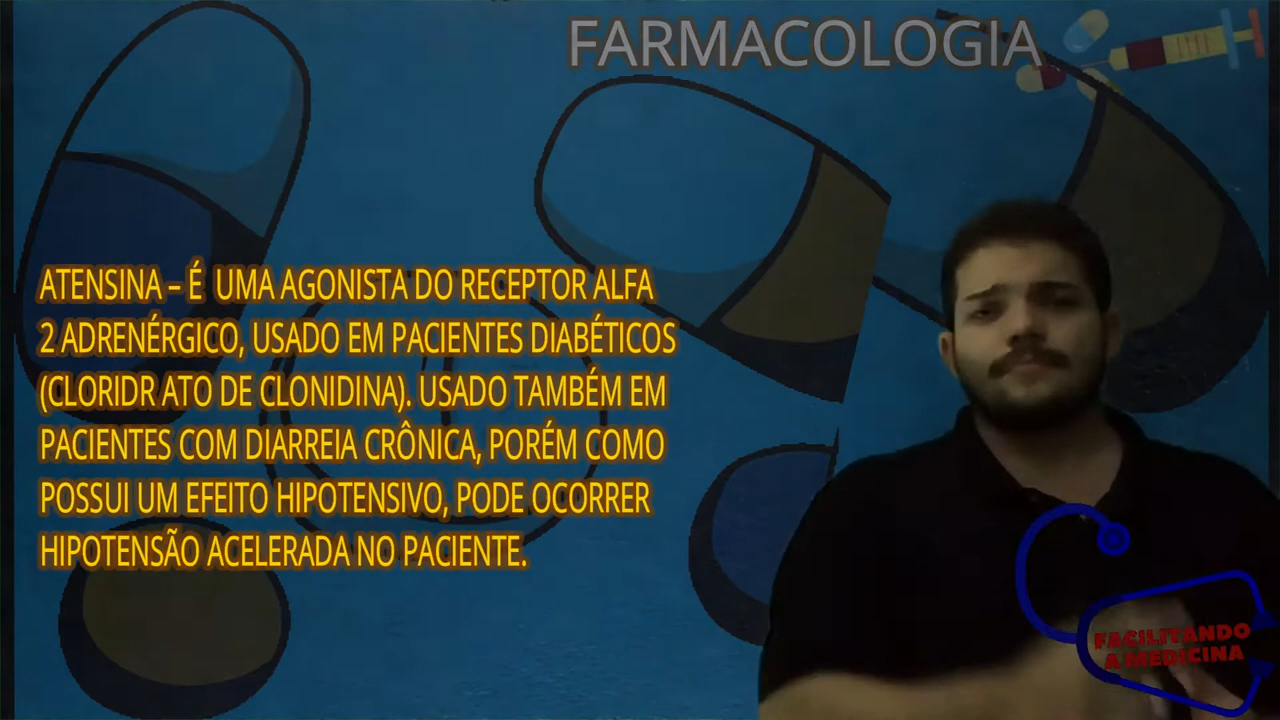 FARMACOLOGIA
ATENSINA – É UMA AGONISTA DO RECEPTOR ALFA
2 ADRENÉRGICO, USADO EM PACIENTES DIABÉTICOS
(CLORIDR ATO DE CLONIDINA). USADO TAMBÉM EM
PACIENTES COM DIARREIA CRÔNICA, PORÉM COMO
POSSUI UM EFEITO HIPOTENSIVO, PODE OCORRER
HIPOTENSÃO ACELERADA NO PACIENTE.
FACILITANDO
A MEDICINA